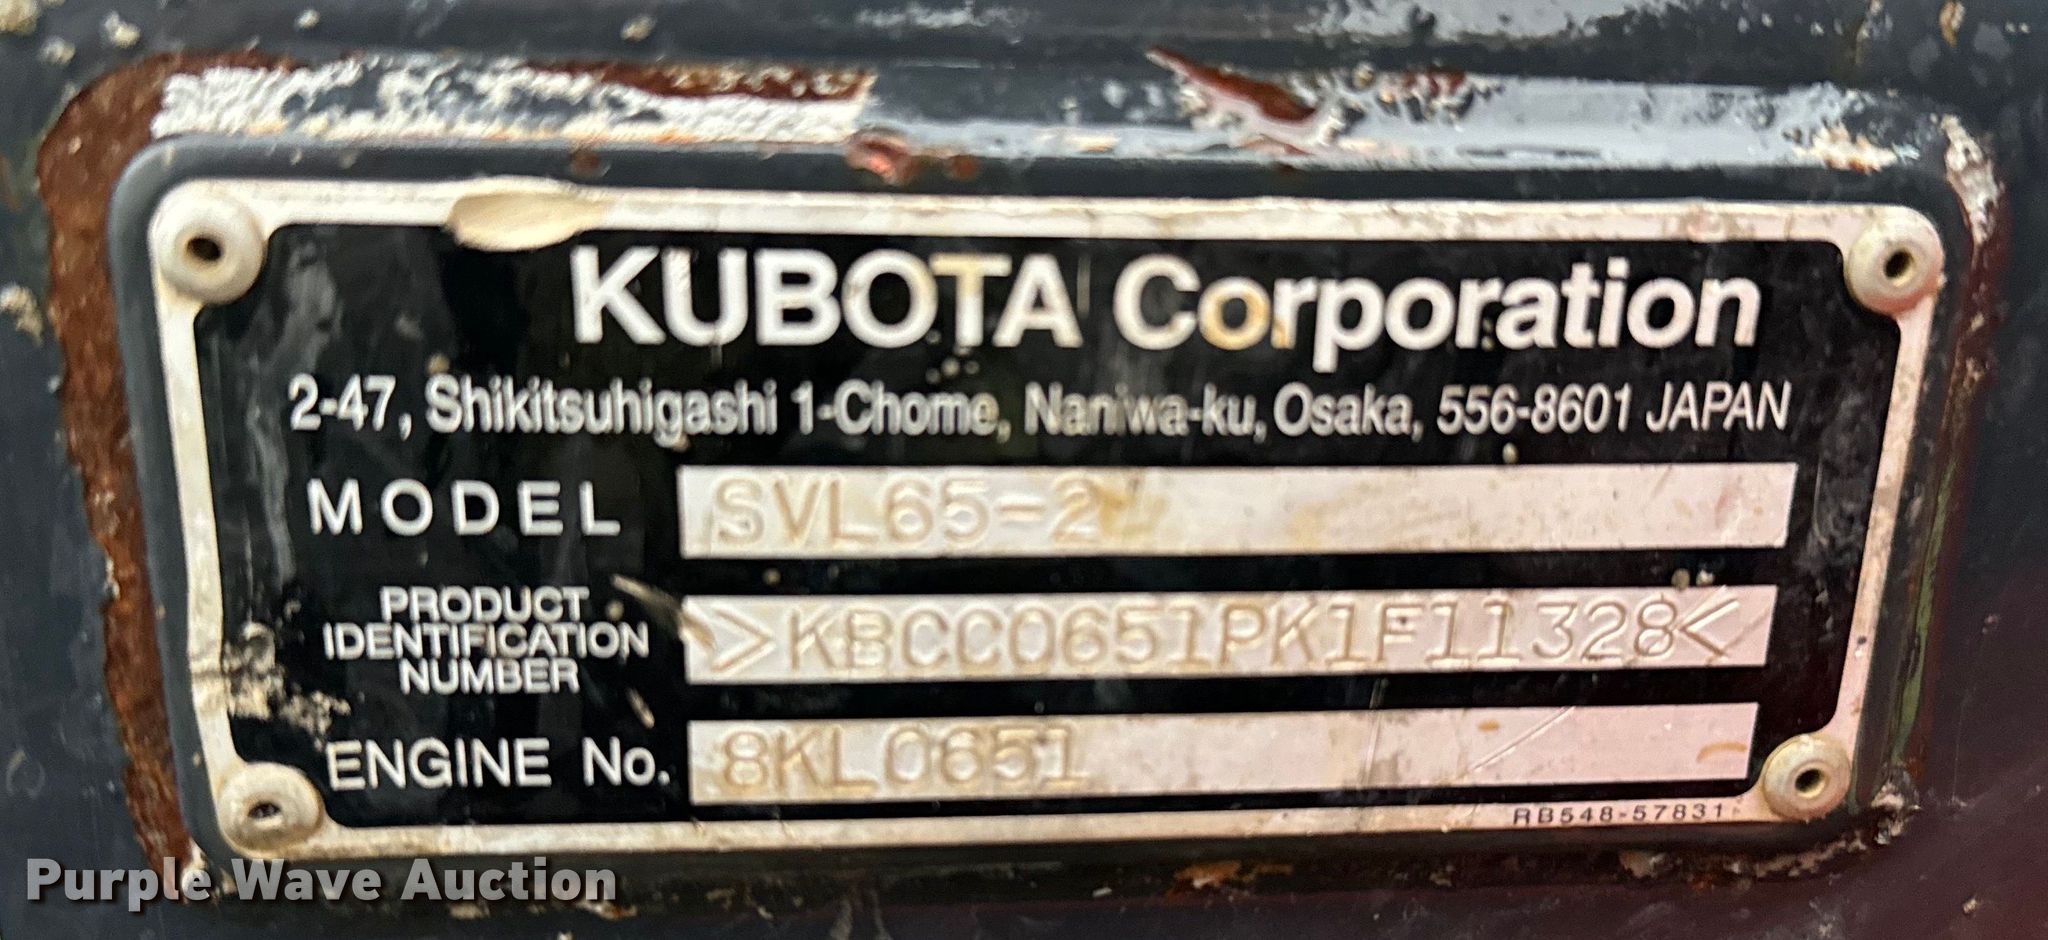 KUBOTA Corporation
2-47, Shikitsuhigashi 1-Chome, Naniwa-ku, Osaka, 556-8601 JAPAN
MODEL SVL65-2
PRODUCT IDENTIFICATION NUMBER >KBCC0651PK1F11328<
ENGINE No. 8KL0651
RB548-57831
Purple Wave Auction